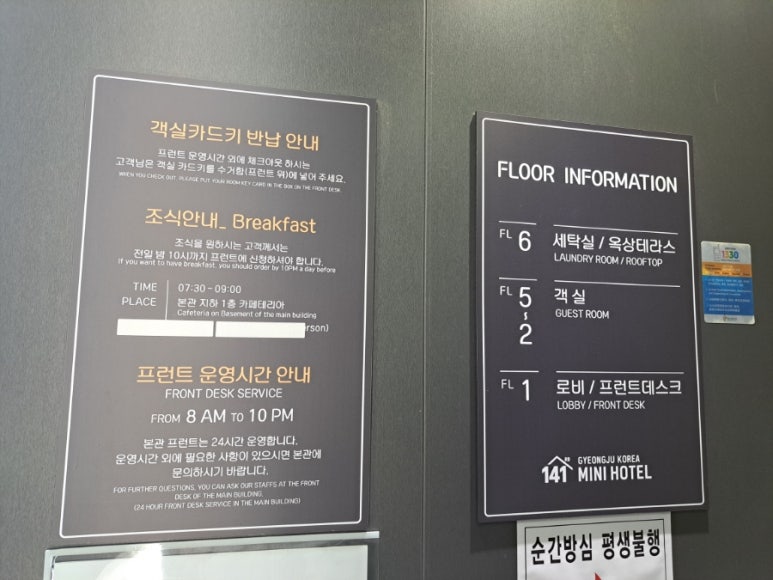 객실카드키 반납 안내
프런트 운영시간 외에 체크아웃 하시는
고객님은 객실 카드키를 수거함(프런트 위)에 넣어 주세요.
WHEN YOU CHECK OUT, PLEASE PUT YOUR ROOM KEY CARD IN THE BOX ON THE FRONT DESK.
조식안내_ Breakfast
조식을 원하시는 고객께서는
전일 밤 10시까지 프런트에 신청하셔야 합니다.
If you want to have breakfast, you should order by 10PM a day before
TIME 07:30 - 09:00
PLACE 본관 지하 1층 카페테리아
Cafeteria on Basement of the main building
erson)
프런트 운영시간 안내
FRONT DESK SERVICE
FROM 8 AM TO 10 PM
본관 프런트는 24시간 운영합니다.
운영시간 외에 필요한 사항이 있으시면 본관에
문의하시기 바랍니다.
FOR FURTHER QUESTIONS, YOU CAN ASK OUR STAFFS AT THE FRONT
DESK OF THE MAIN BUILDING.
(24 HOUR FRONT DESK SERVICE IN THE MAIN BUILDING)
FLOOR INFORMATION
FL 6 세탁실 / 옥상테라스
LAUNDRY ROOM / ROOFTOP
FL 5~2 객 실
GUEST ROOM
FL 1 로비 / 프런트데스크
LOBBY / FRONT DESK
141 GYEONGJU KOREA
MINI HOTEL
1330
순간방심 평생불행